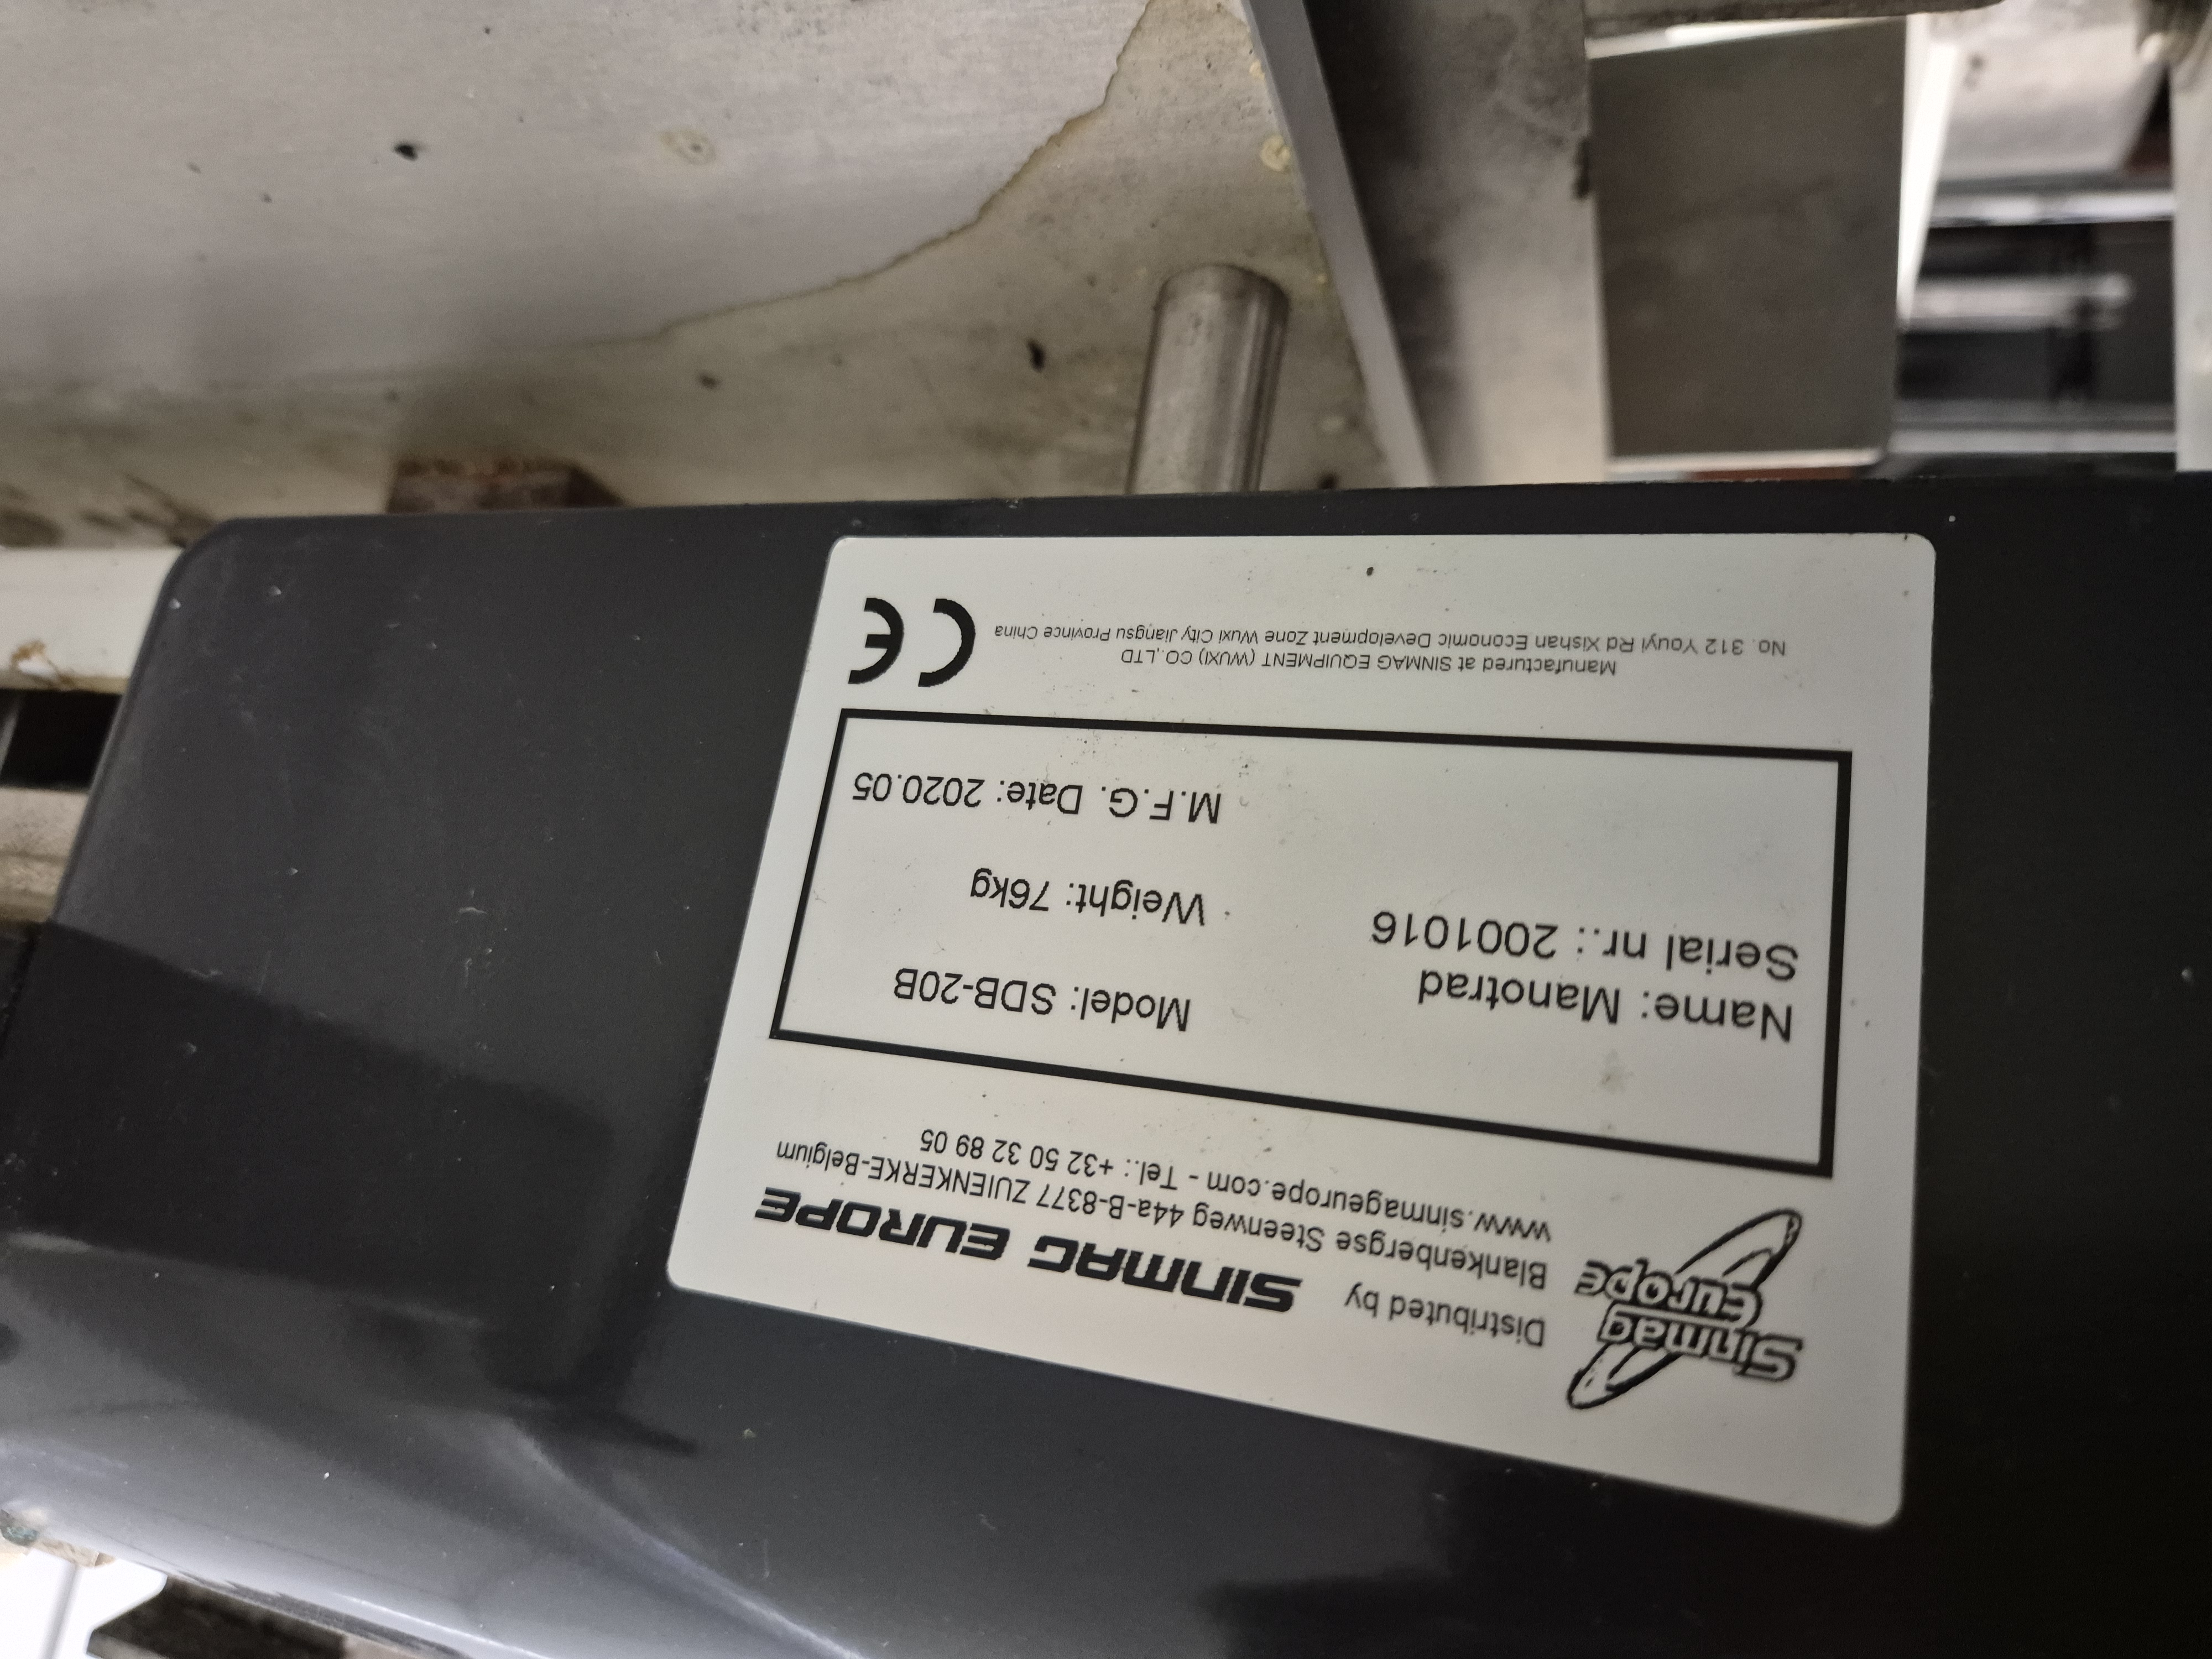 Sinmag
Europe
Distributed by SINMAG EUROPE
Blankenbergse Steenweg 44a-B-8377 ZUIENKERKE-Belgium
www.sinmageurope.com - Tel.: +32 50 32 89 05
Name: Manotrad
Serial nr.: 2001016
Model: SDB-20B
Weight: 76kg
M.F.G. Date: 2020.05
Manufactured at SINMAG EQUIPMENT (WUXI) CO.,LTD
No. 312 Youyi Rd Xishan Economic Development Zone Wuxi City Jiangsu Province China
CE